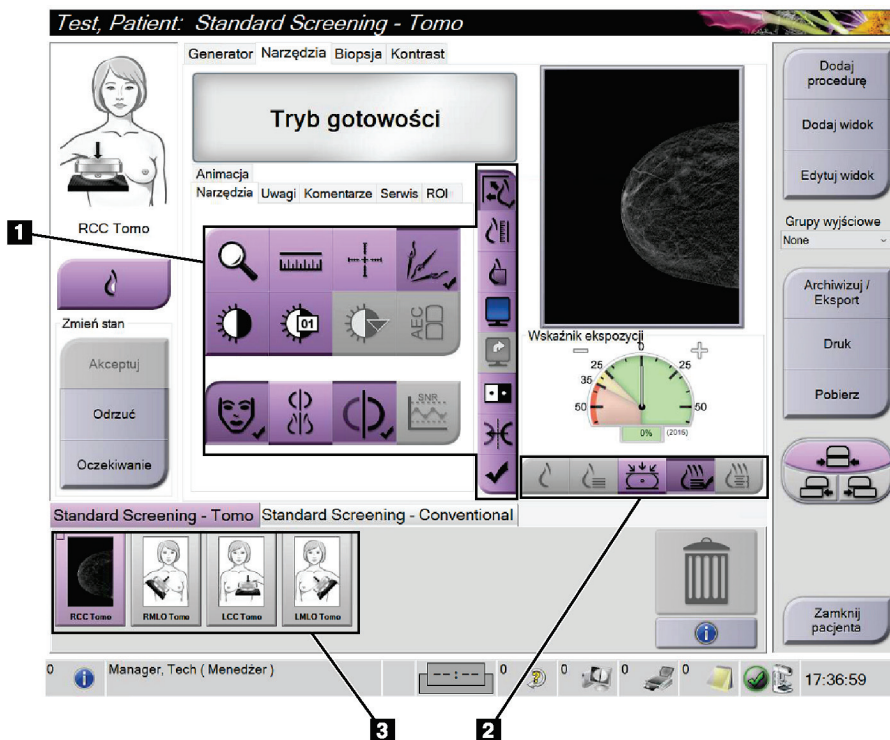 Test, Patient: Standard Screening - Tomo
Generator Narzędzia Biopsja Kontrast
Tryb gotowości
Animacja
Narzędzia Uwagi Komentarze Serwis ROI
RCC Tomo
1
Zmień stan
Akceptuj
Odrzuć
Oczekiwanie
01
AEC
SNR
Wskaźnik ekspozycji
0
25 25
35
50 50
0% (2016)
Dodaj
procedurę
Dodaj widok
Edytuj widok
Grupy wyjściowe
None
Archiwizuj /
Eksport
Druk
Pobierz
Zamknij
pacjenta
Standard Screening - Tomo Standard Screening - Conventional
RCC Tomo RMLO Tomo LCC Tomo LMLO Tomo
0 Manager, Tech ( Menedżer ) --:-- 0 0 0 0 17:36:59
3 2